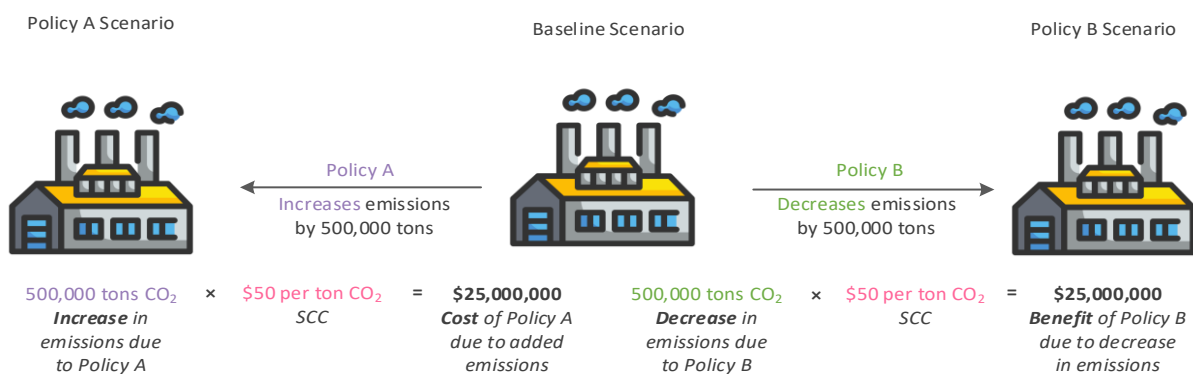 Policy A Scenario
Baseline Scenario
Policy B Scenario
Policy A
Increases emissions
by 500,000 tons
Policy B
Decreases emissions
by 500,000 tons
500,000 tons CO₂ × $50 per ton CO₂ = $25,000,000
Increase in SCC Cost of Policy A
emissions due due to added
to Policy A emissions
500,000 tons CO₂ × $50 per ton CO₂ = $25,000,000
Decrease in SCC Benefit of Policy B
emissions due due to decrease
to Policy B in emissions